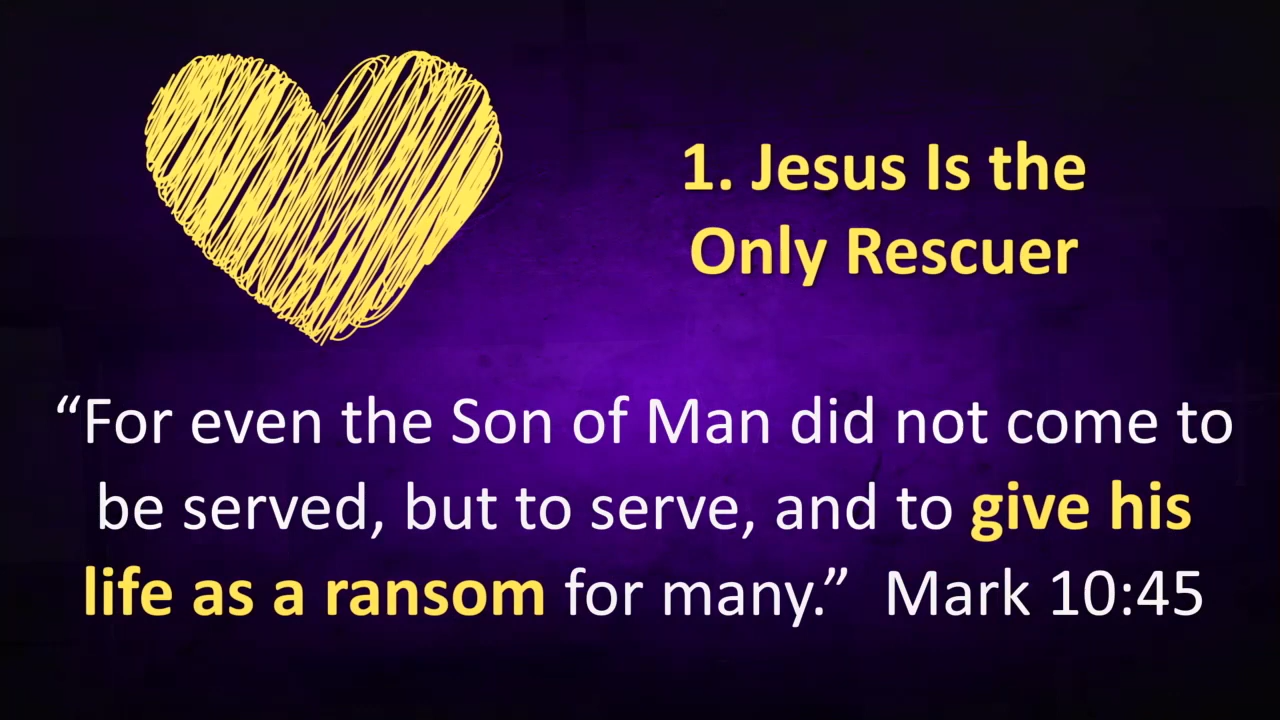 1. Jesus Is the
Only Rescuer
“For even the Son of Man did not come to
be served, but to serve, and to give his
life as a ransom for many.”  Mark 10:45